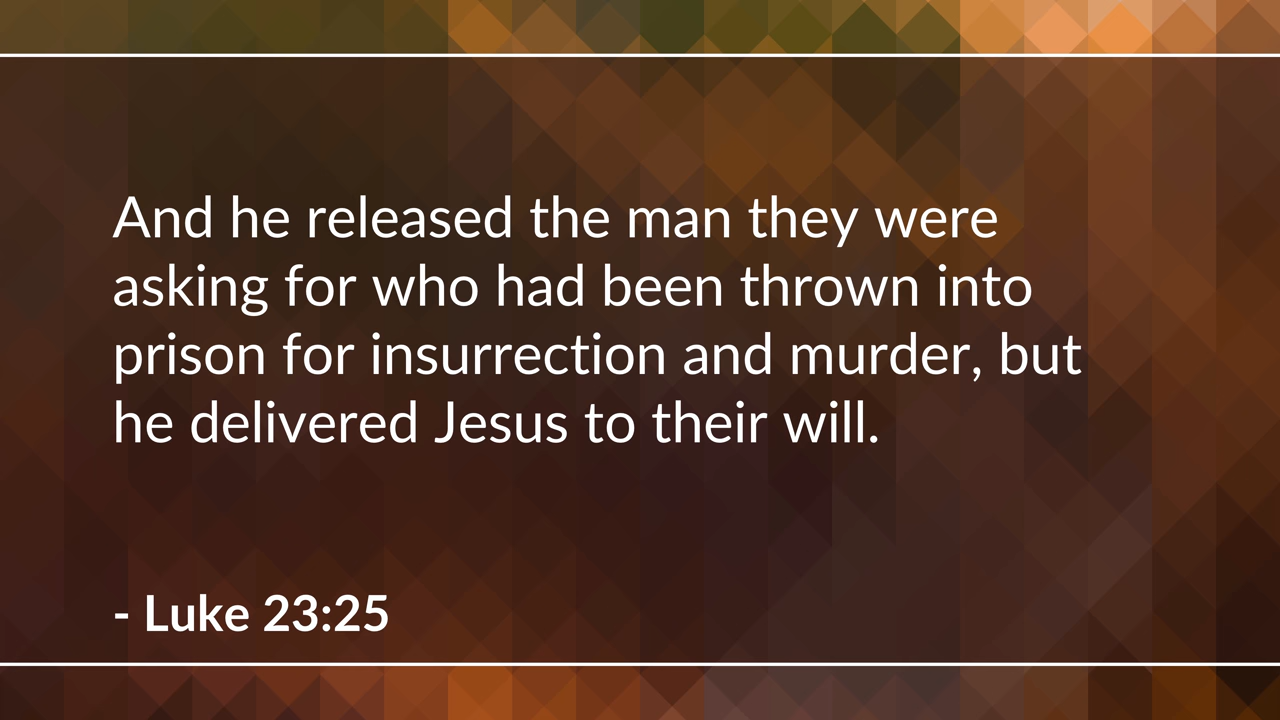 And he released the man they were
asking for who had been thrown into
prison for insurrection and murder, but
he delivered Jesus to their will.
- Luke 23:25